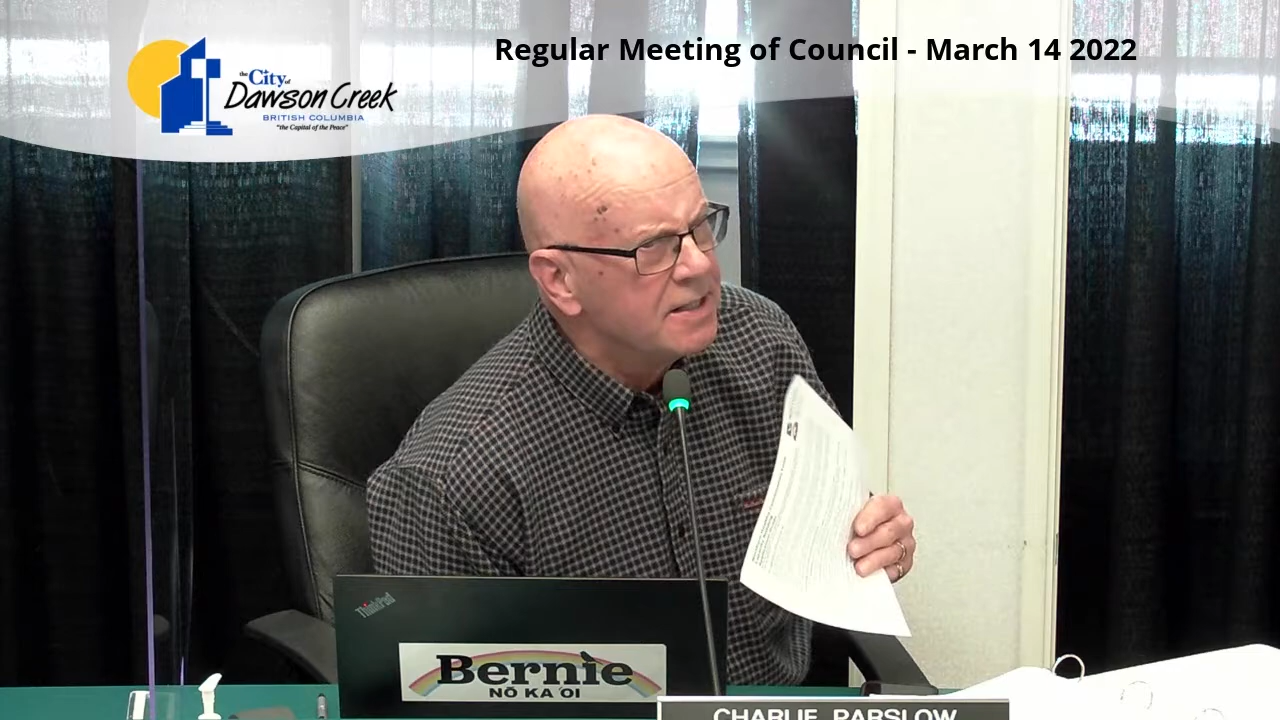 Regular Meeting of Council - March 14 2022
the City of
Dawson Creek
BRITISH COLUMBIA
"the Capital of the Peace"
ThinkPad
Bernie
NŌ KA ʻOI
CHARLIE PARSLOW